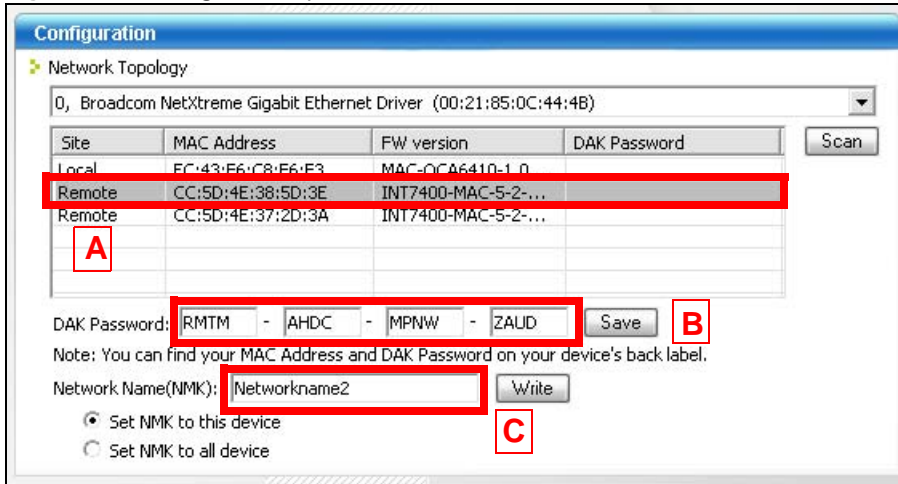 Configuration
Network Topology
0, Broadcom NetXtreme Gigabit Ethernet Driver (00:21:85:0C:44:4B)
Site MAC Address FW version DAK Password Scan
Local EC:43:F6:C8:F6:F3 MAC-QCA6410-1.0
Remote CC:5D:4E:38:5D:3E INT7400-MAC-5-2-...
Remote CC:5D:4E:37:2D:3A INT7400-MAC-5-2-...
A
DAK Password: RMTM - AHDC - MPNW - ZAUD Save B
Note: You can find your MAC Address and DAK Password on your device's back label.
Network Name(NMK): Networkname2 Write
C
Set NMK to this device
Set NMK to all device